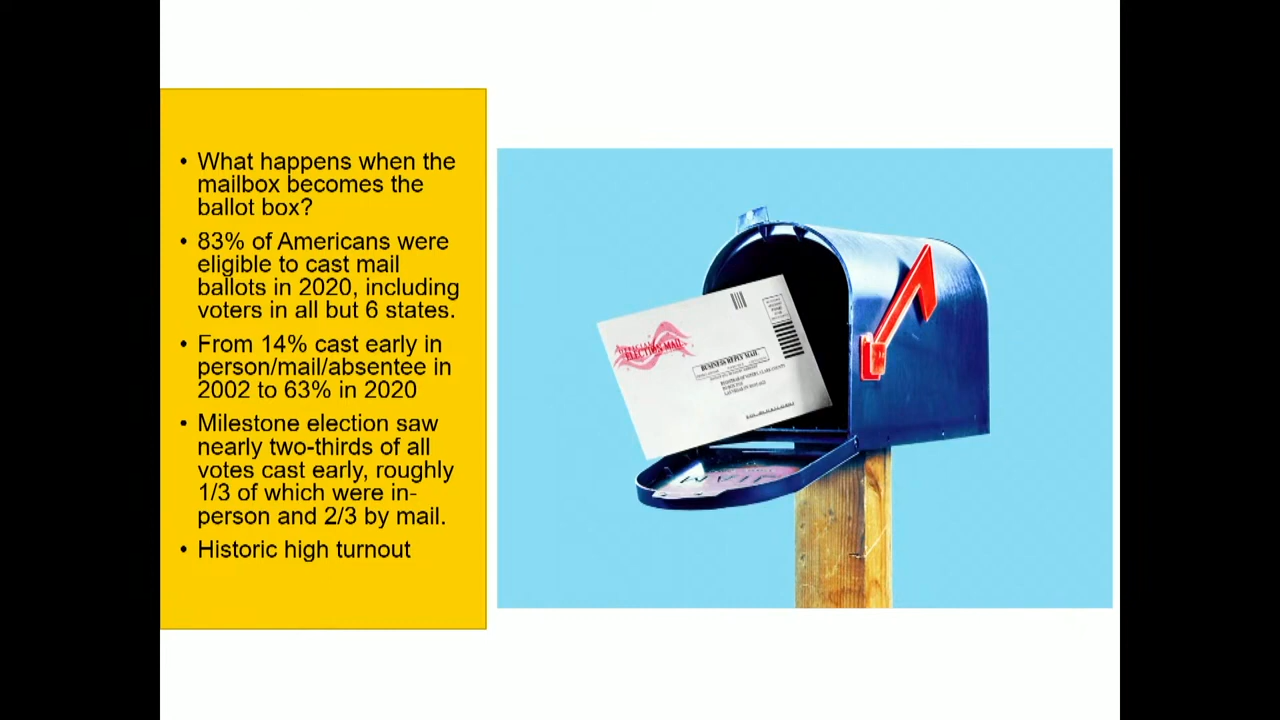 • What happens when the
mailbox becomes the
ballot box?
• 83% of Americans were
eligible to cast mail
ballots in 2020, including
voters in all but 6 states.
• From 14% cast early in
person/mail/absentee in
2002 to 63% in 2020
• Milestone election saw
nearly two-thirds of all
votes cast early, roughly
1/3 of which were in-
person and 2/3 by mail.
• Historic high turnout
ELECTION MAIL
BUSINESS REPLY MAIL